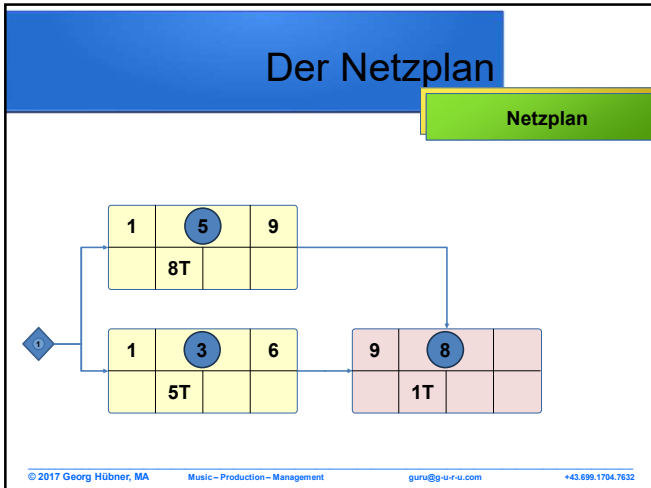 Der Netzplan
Netzplan
1 5 9
8T
1
1 3 6
5T
9 8
1T
© 2017 Georg Hübner, MA Music – Production – Management guru@g-u-r-u.com +43.699.1704.7632